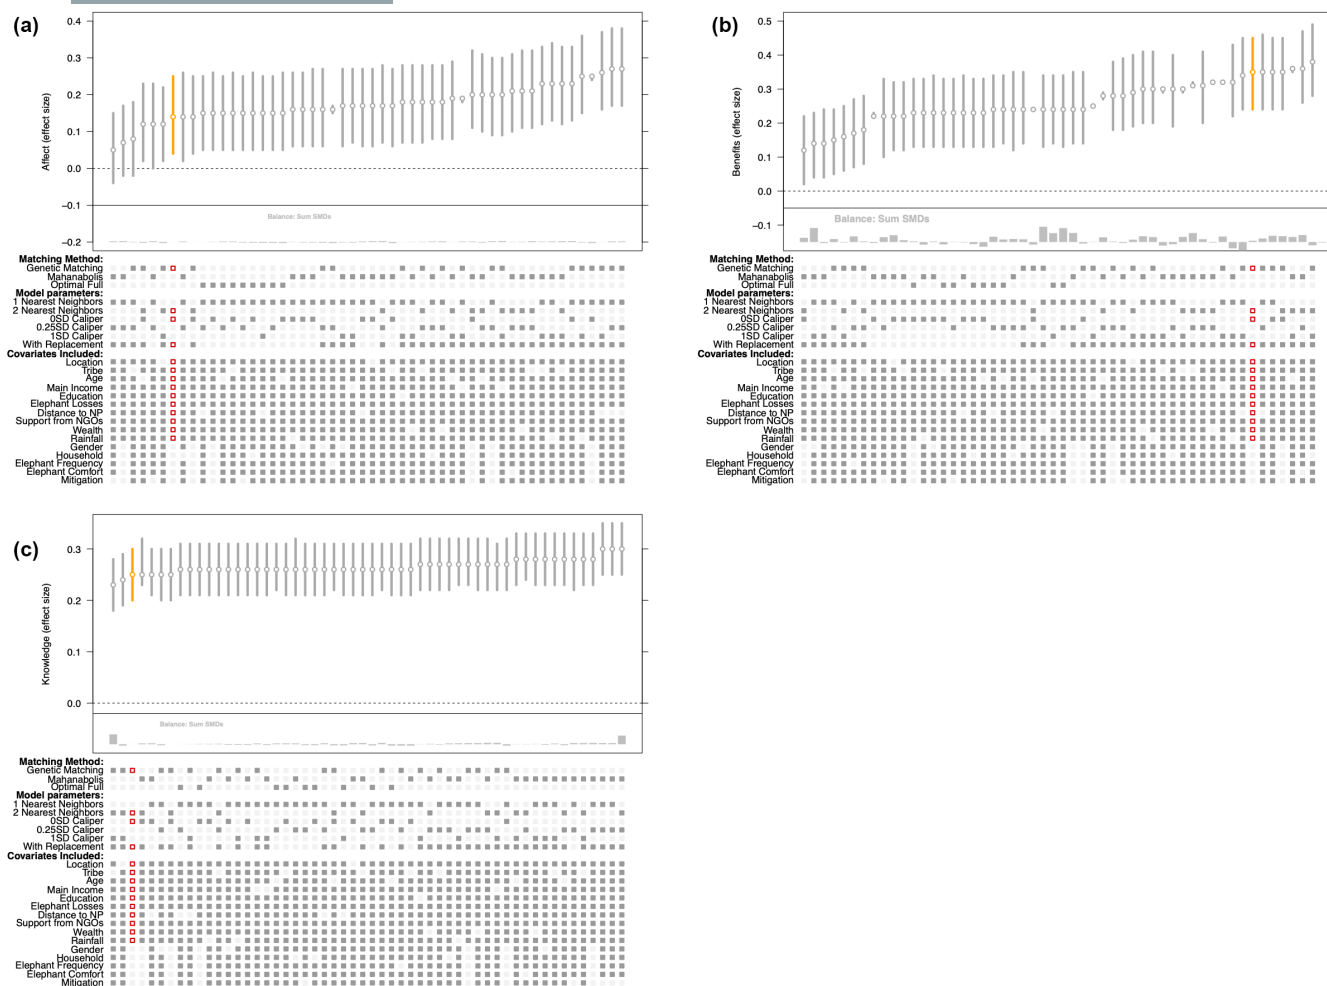 (a)
0.4
0.3
0.2
0.1
0.0
−0.1
−0.2
Affect (effect size)
Balance: Sum SMDs
Matching Method:
Genetic Matching
Mahanabolis
Optimal Full
Model parameters:
1 Nearest Neighbors
2 Nearest Neighbors
0SD Caliper
0.25SD Caliper
1SD Caliper
With Replacement
Covariates Included:
Location
Tribe
Age
Main Income
Education
Elephant Losses
Distance to NP
Support from NGOs
Wealth
Rainfall
Gender
Household
Elephant Frequency
Elephant Comfort
Mitigation
(b)
0.5
0.4
0.3
0.2
0.1
0.0
−0.1
Benefits (effect size)
Balance: Sum SMDs
Matching Method:
Genetic Matching
Mahanabolis
Optimal Full
Model parameters:
1 Nearest Neighbors
2 Nearest Neighbors
0SD Caliper
0.25SD Caliper
1SD Caliper
With Replacement
Covariates Included:
Location
Tribe
Age
Main Income
Education
Elephant Losses
Distance to NP
Support from NGOs
Wealth
Rainfall
Gender
Household
Elephant Frequency
Elephant Comfort
Mitigation
(c)
0.3
0.2
0.1
0.0
Knowledge (effect size)
Balance: Sum SMDs
Matching Method:
Genetic Matching
Mahanabolis
Optimal Full
Model parameters:
1 Nearest Neighbors
2 Nearest Neighbors
0SD Caliper
0.25SD Caliper
1SD Caliper
With Replacement
Covariates Included:
Location
Tribe
Age
Main Income
Education
Elephant Losses
Distance to NP
Support from NGOs
Wealth
Rainfall
Gender
Household
Elephant Frequency
Elephant Comfort
Mitigation